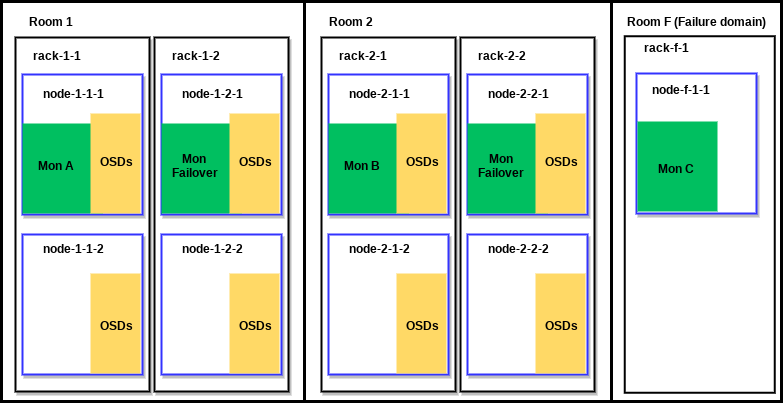 Room 1
rack-1-1
node-1-1-1
Mon A
OSDs
node-1-1-2
OSDs
rack-1-2
node-1-2-1
Mon
Failover
OSDs
node-1-2-2
OSDs
Room 2
rack-2-1
node-2-1-1
Mon B
OSDs
node-2-1-2
OSDs
rack-2-2
node-2-2-1
Mon
Failover
OSDs
node-2-2-2
OSDs
Room F (Failure domain)
rack-f-1
node-f-1-1
Mon C